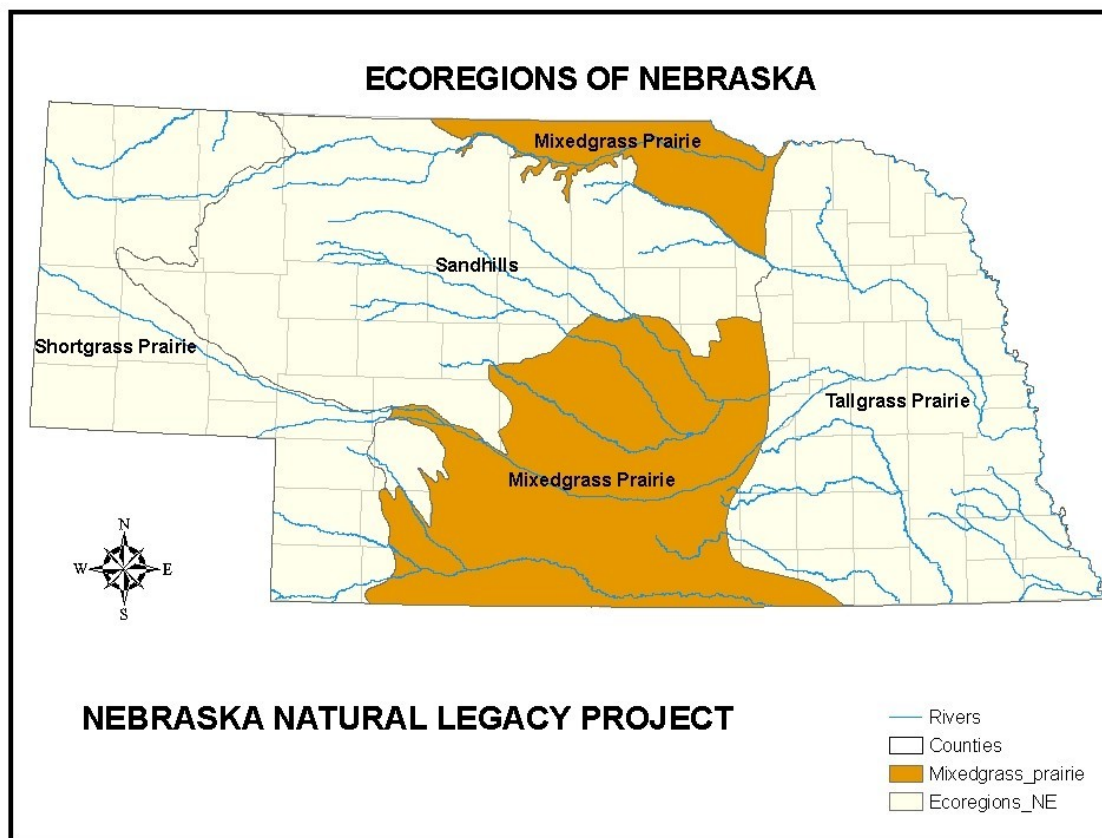 ECOREGIONS OF NEBRASKA
Mixedgrass Prairie
Sandhills
Shortgrass Prairie
Tallgrass Prairie
Mixedgrass Prairie
N
W E
S
NEBRASKA NATURAL LEGACY PROJECT
Rivers
Counties
Mixedgrass_prairie
Ecoregions_NE